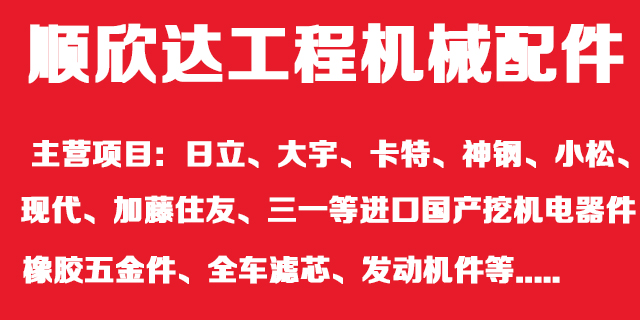 顺欣达工程机械配件
主营项目：日立、大宇、卡特、神钢、小松、
现代、加藤住友、三一等进口国产挖机电器件
橡胶五金件、全车滤芯、发动机件等.....